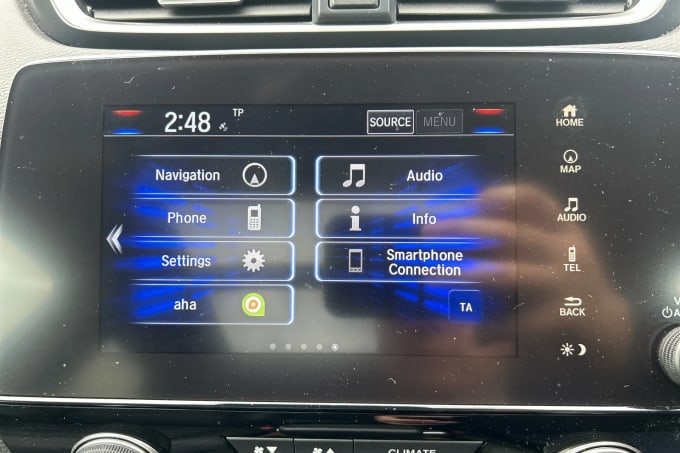 2:48 TP SOURCE MENU
Navigation
Audio
Phone
Info
Settings
Smartphone
Connection
aha
TA
HOME
MAP
AUDIO
TEL
BACK
CLIMATE